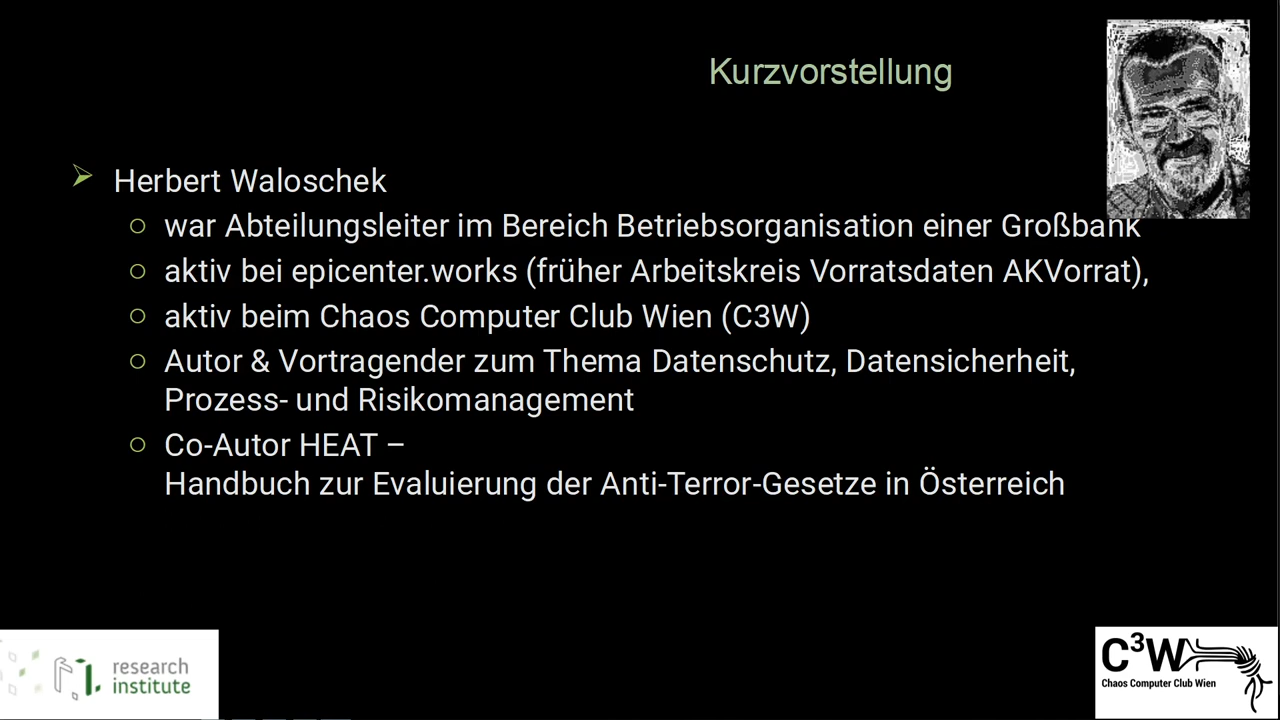 Kurzvorstellung
Herbert Waloschek
war Abteilungsleiter im Bereich Betriebsorganisation einer Großbank
aktiv bei epicenter.works (früher Arbeitskreis Vorratsdaten AKVorrat),
aktiv beim Chaos Computer Club Wien (C3W)
Autor & Vortragender zum Thema Datenschutz, Datensicherheit,
Prozess- und Risikomanagement
Co-Autor HEAT –
Handbuch zur Evaluierung der Anti-Terror-Gesetze in Österreich
research
institute
C³W
Chaos Computer Club Wien